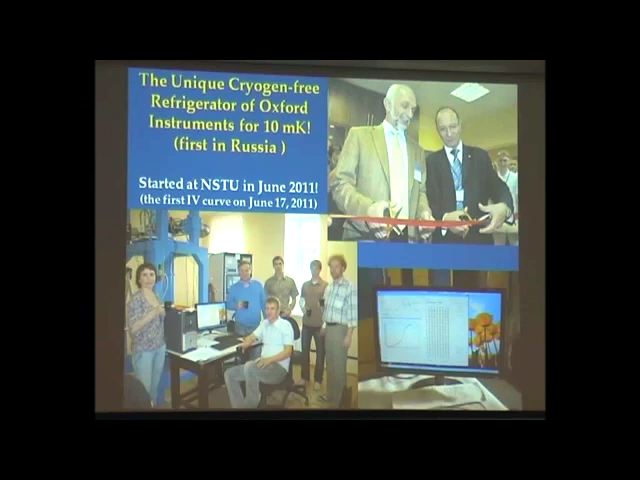 The Unique Cryogen-free
Refrigerator of Oxford
Instruments for 10 mK!
(first in Russia )
Started at NSTU in June 2011!
(the first IV curve on June 17, 2011)